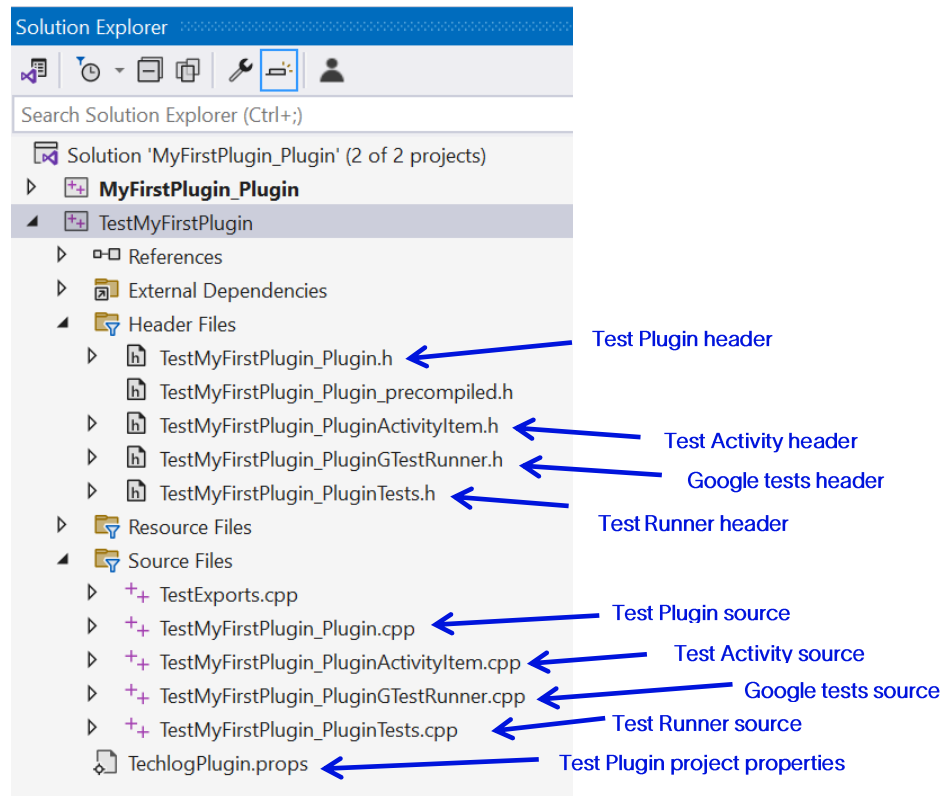 Solution Explorer
Search Solution Explorer (Ctrl+;)
Solution 'MyFirstPlugin_Plugin' (2 of 2 projects)
MyFirstPlugin_Plugin
TestMyFirstPlugin
References
External Dependencies
Header Files
Test Plugin header
TestMyFirstPlugin_Plugin.h
TestMyFirstPlugin_Plugin_precompiled.h
TestMyFirstPlugin_PluginActivityItem.h
Test Activity header
TestMyFirstPlugin_PluginGTestRunner.h
Google tests header
TestMyFirstPlugin_PluginTests.h
Test Runner header
Resource Files
Source Files
TestExports.cpp
Test Plugin source
TestMyFirstPlugin_Plugin.cpp
Test Activity source
TestMyFirstPlugin_PluginActivityItem.cpp
Google tests source
TestMyFirstPlugin_PluginGTestRunner.cpp
Test Runner source
TestMyFirstPlugin_PluginTests.cpp
TechlogPlugin.props
Test Plugin project properties